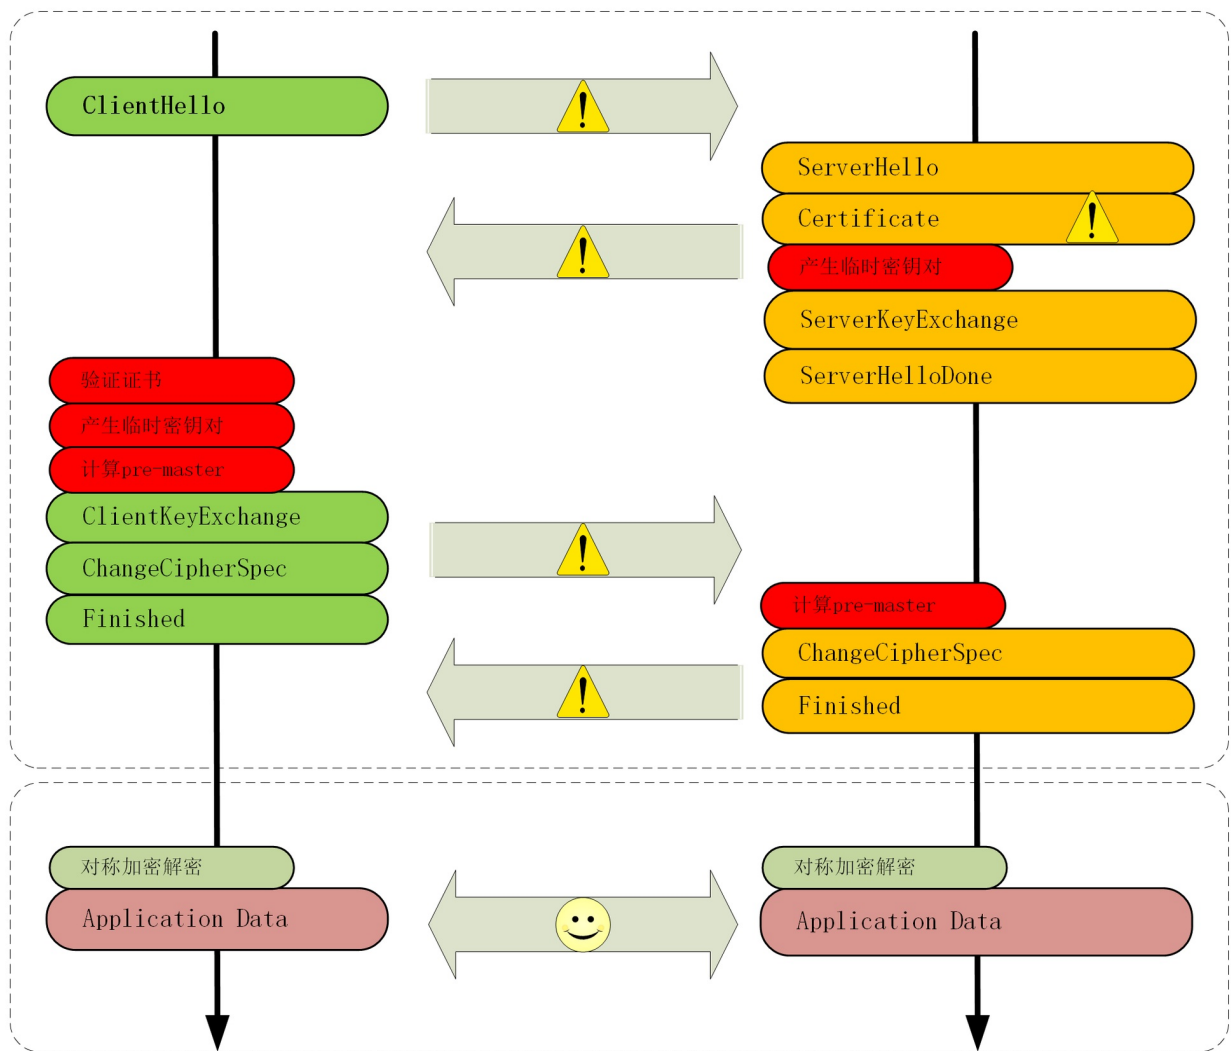 ClientHello
ServerHello
Certificate
产生临时密钥对
ServerKeyExchange
ServerHelloDone
验证证书
产生临时密钥对
计算pre-master
ClientKeyExchange
ChangeCipherSpec
Finished
计算pre-master
ChangeCipherSpec
Finished
对称加密解密
Application Data
对称加密解密
Application Data